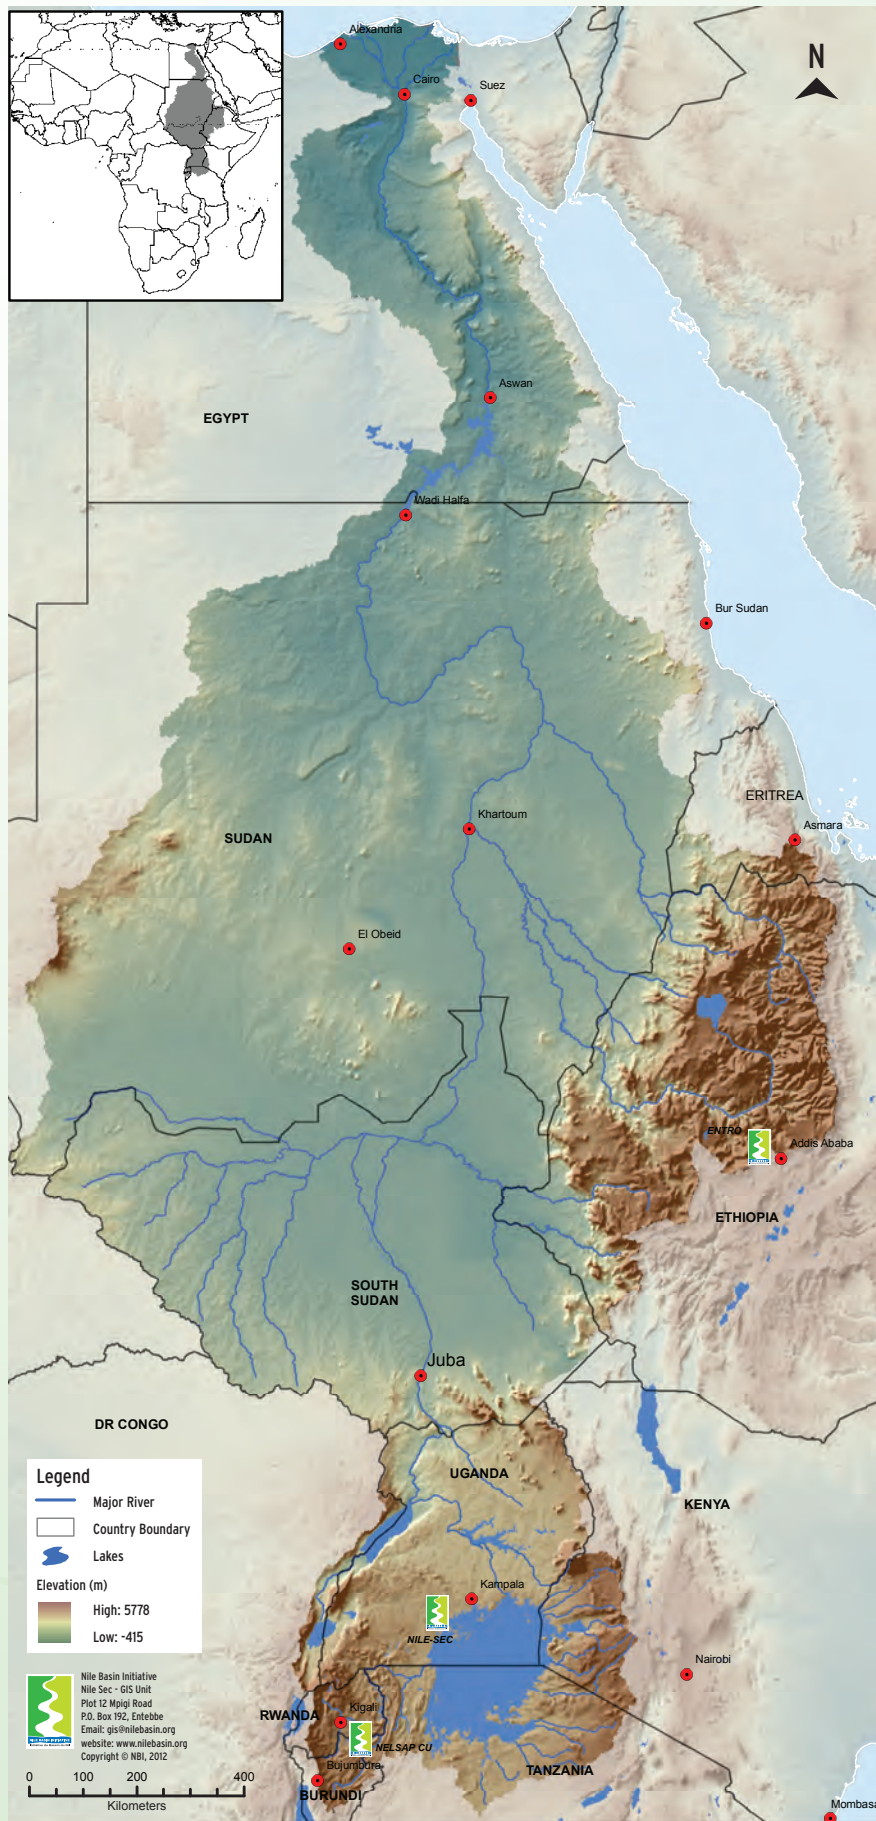 Alexandria
Cairo
Suez
N
Aswan
EGYPT
Wadi Halfa
Bur Sudan
ERITREA
Asmara
Khartoum
SUDAN
El Obeid
ENTRO
Addis Ababa
ETHIOPIA
SOUTH
SUDAN
Juba
DR CONGO
UGANDA
KENYA
Kampala
NILE-SEC
Nairobi
RWANDA
Kigali
NELSAP CU
Bujumbura
BURUNDI
TANZANIA
Mombasa
Legend
Major River
Country Boundary
Lakes
Elevation (m)
High: 5778
Low: -415
Nile Basin Initiative
Nile Sec - GIS Unit
Plot 12 Mpigi Road
P.O. Box 192, Entebbe
Email: gis@nilebasin.org
website: www.nilebasin.org
Copyright © NBI, 2012
0 100 200 300 400
Kilometers